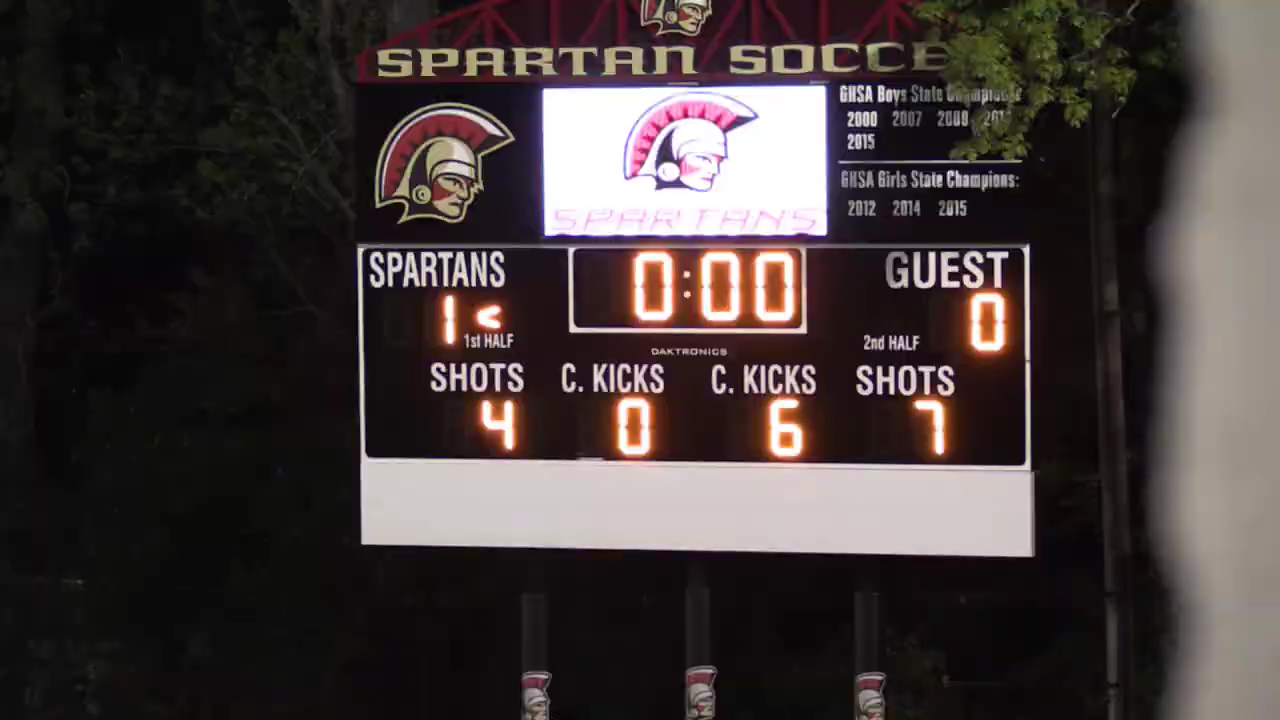 SPARTAN SOCCE
GHSA Boys State Champions:
2000 2007 2009
2015
GHSA Girls State Champions:
2012 2014 2015
SPARTANS
SPARTANS 0:00 GUEST
1 < 0
1st HALF 2nd HALF
DAKTRONICS
SHOTS C. KICKS C. KICKS SHOTS
4 0 6 7